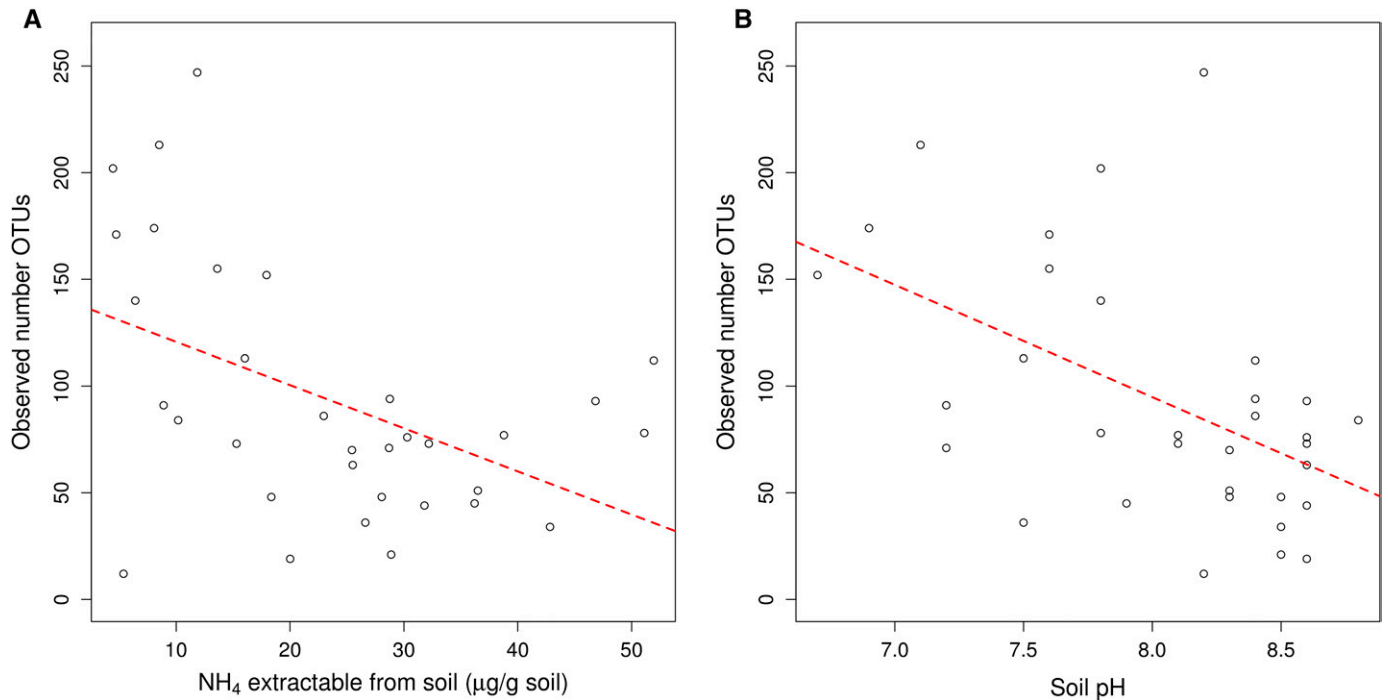 A
Observed number OTUs
250
200
150
100
50
0
10 20 30 40 50
NH₄ extractable from soil (μg/g soil)
B
Observed number OTUs
250
200
150
100
50
0
7.0 7.5 8.0 8.5
Soil pH